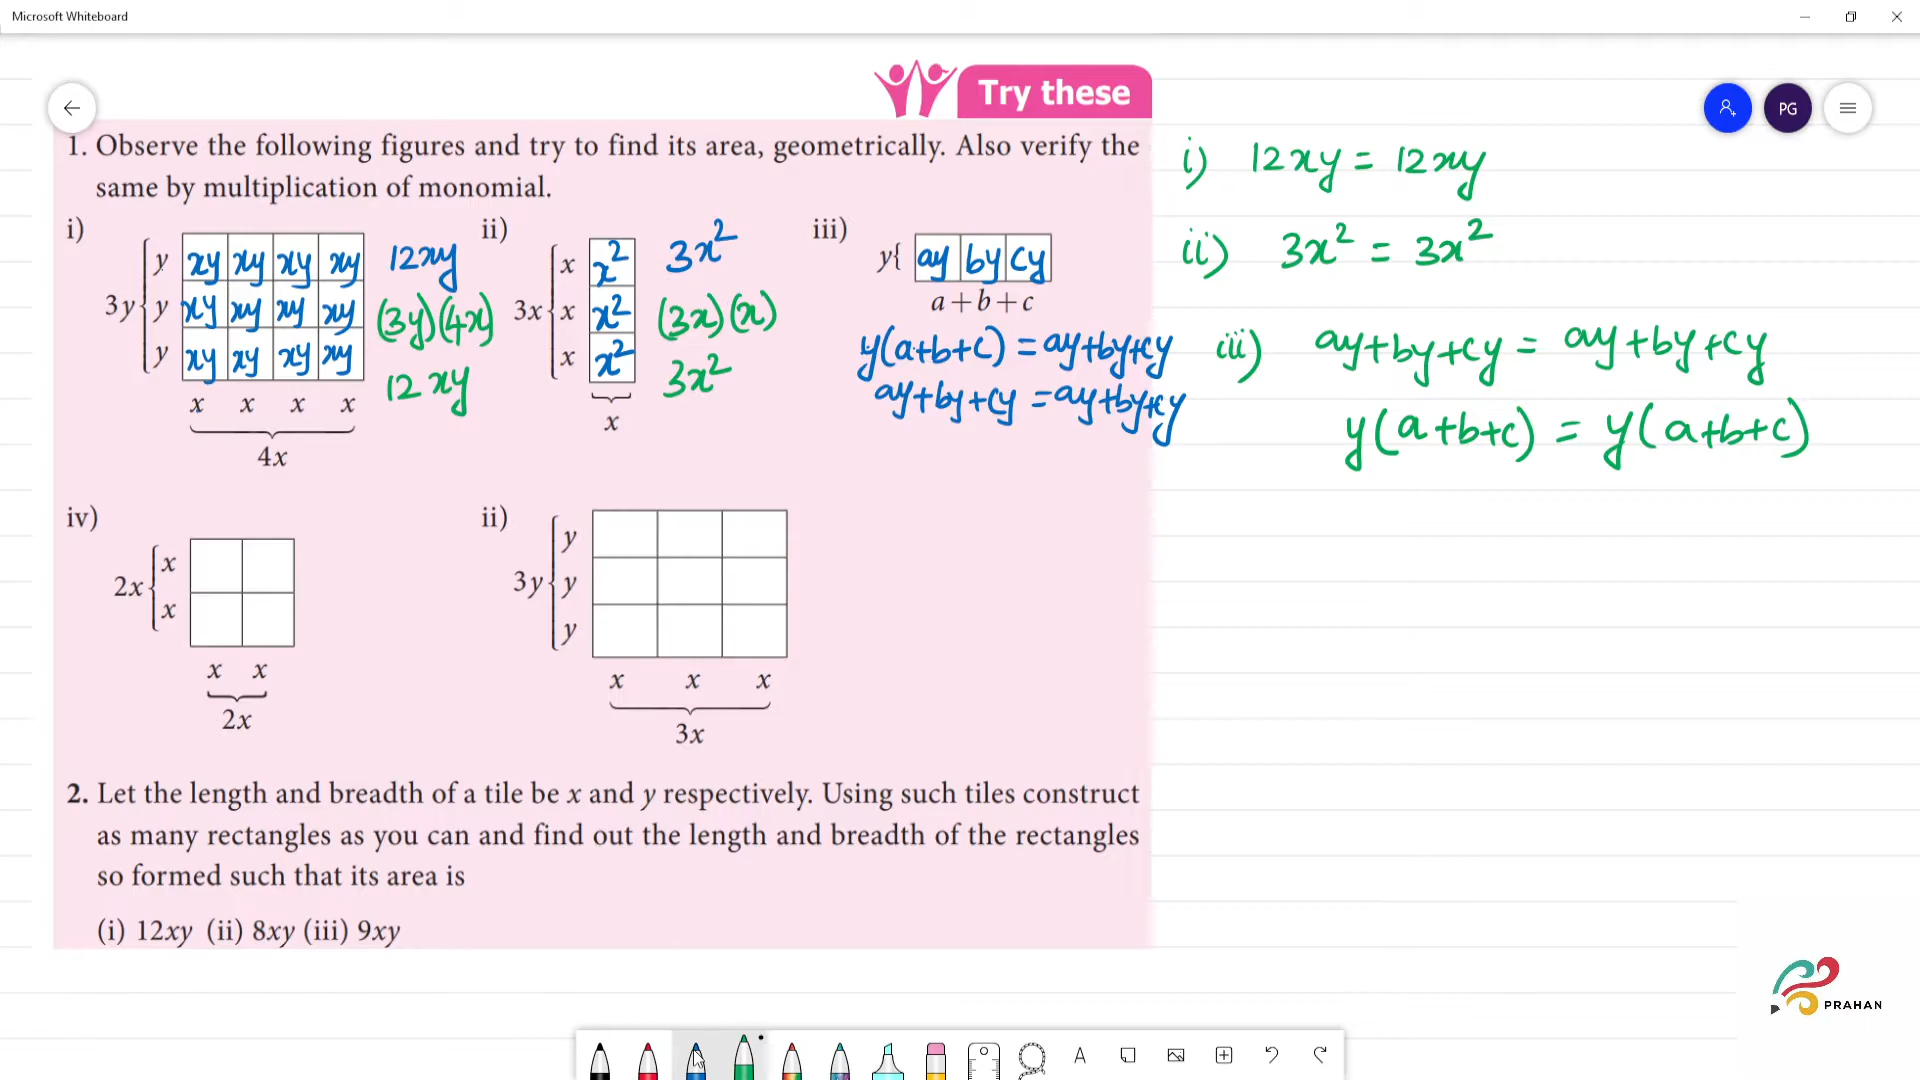 Microsoft Whiteboard
Try these
PG
1. Observe the following figures and try to find its area, geometrically. Also verify the
same by multiplication of monomial.
i)
3y
y
y
y
xy xy xy xy
xy xy xy xy
xy xy xy xy
x x x x
4x
12xy
(3y)(4x)
12xy
ii)
3x
x
x
x
x²
x²
x²
x
3x²
(3x)(x)
3x²
iii)
y{ ay by cy
a+b+c
y(a+b+c) = ay+by+cy
ay+by+cy = ay+by+cy
i) 12xy = 12xy
ii) 3x² = 3x²
iii) ay+by+cy = ay+by+cy
y(a+b+c) = y(a+b+c)
iv)
2x
x
x
x x
2x
ii)
3y
y
y
y
x x x
3x
2. Let the length and breadth of a tile be x and y respectively. Using such tiles construct
as many rectangles as you can and find out the length and breadth of the rectangles
so formed such that its area is
(i) 12xy (ii) 8xy (iii) 9xy
PRAHAN
A